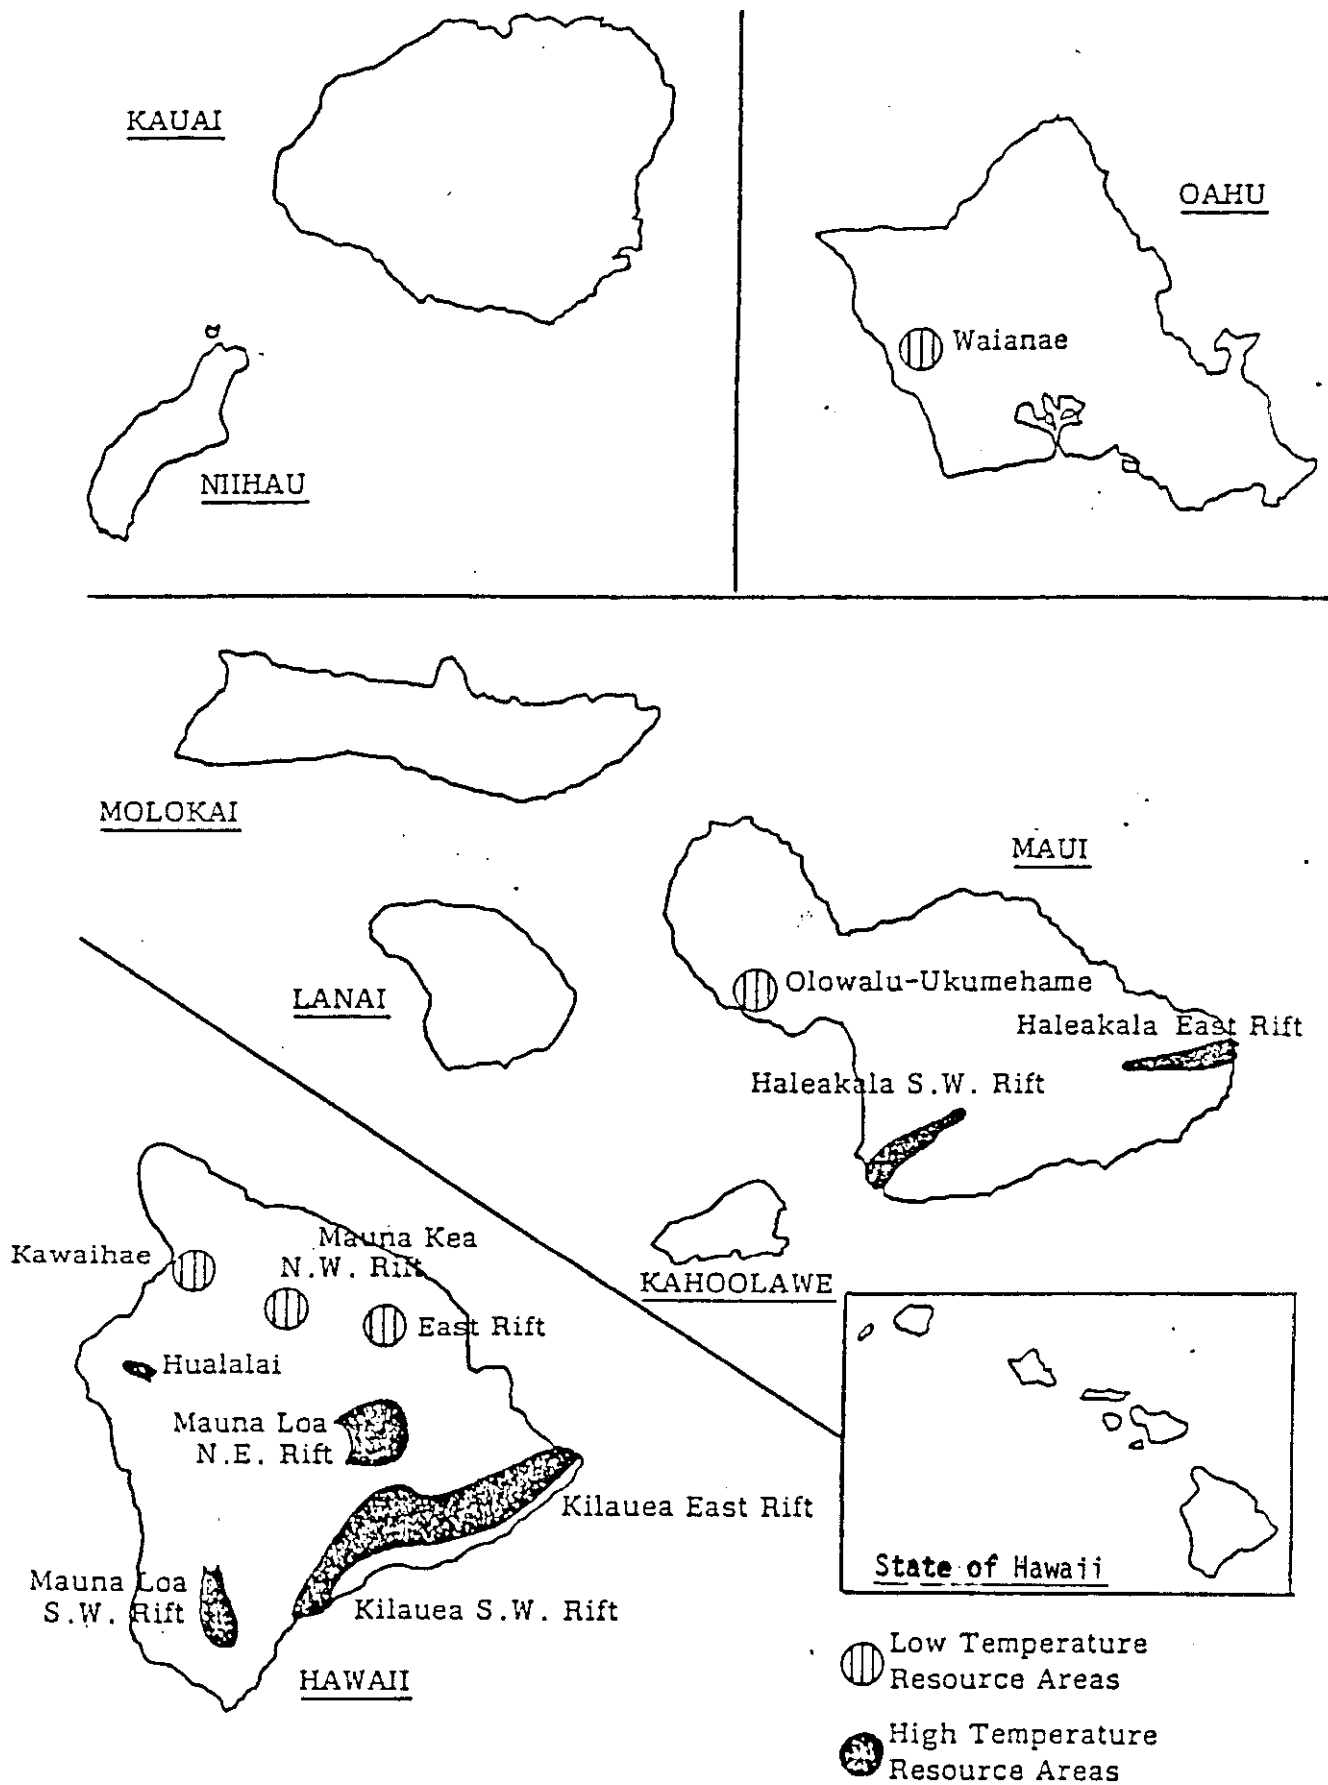 KAUAI
OAHU
Waianae
NIIHAU
MOLOKAI
MAUI
LANAI
Olowalu-Ukumehame
Haleakala East Rift
Haleakala S.W. Rift
Kawaihae
Mauna Kea
N.W. Rift
KAHOOLAWE
East Rift
Hualalai
Mauna Loa
N.E. Rift
Kilauea East Rift
State of Hawaii
Mauna Loa
S.W. Rift
Kilauea S.W. Rift
HAWAII
Low Temperature
Resource Areas
High Temperature
Resource Areas